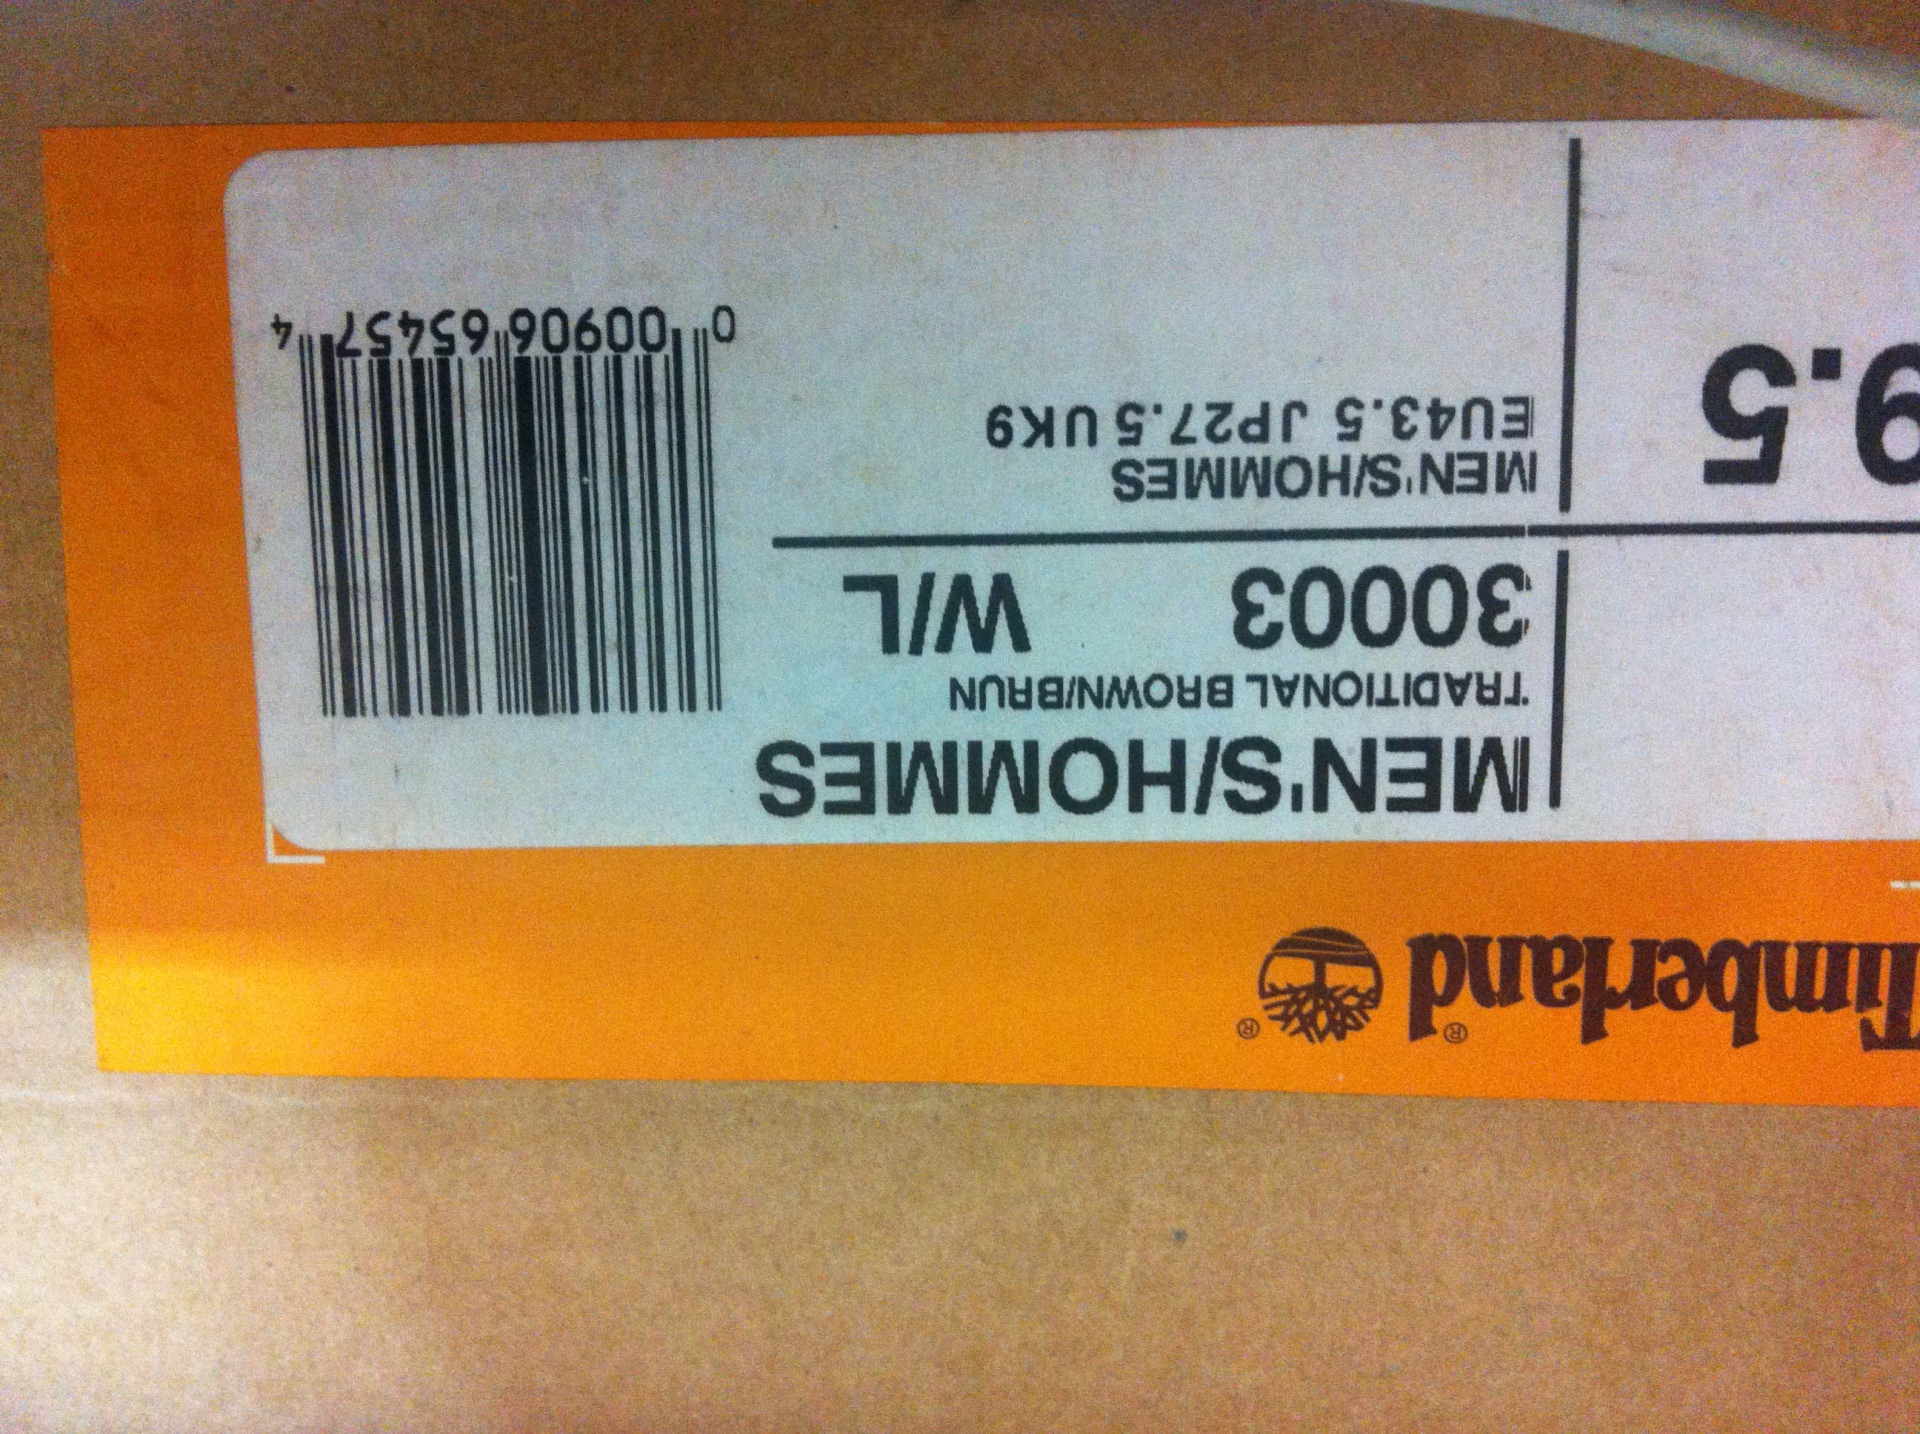 Timberland® ®
MEN'S/HOMMES
TRADITIONAL BROWN/BRUN
30003 W/L
MEN'S/HOMMES
9.5 EU43.5 JP27.5 UK9
0 00906 65457 4